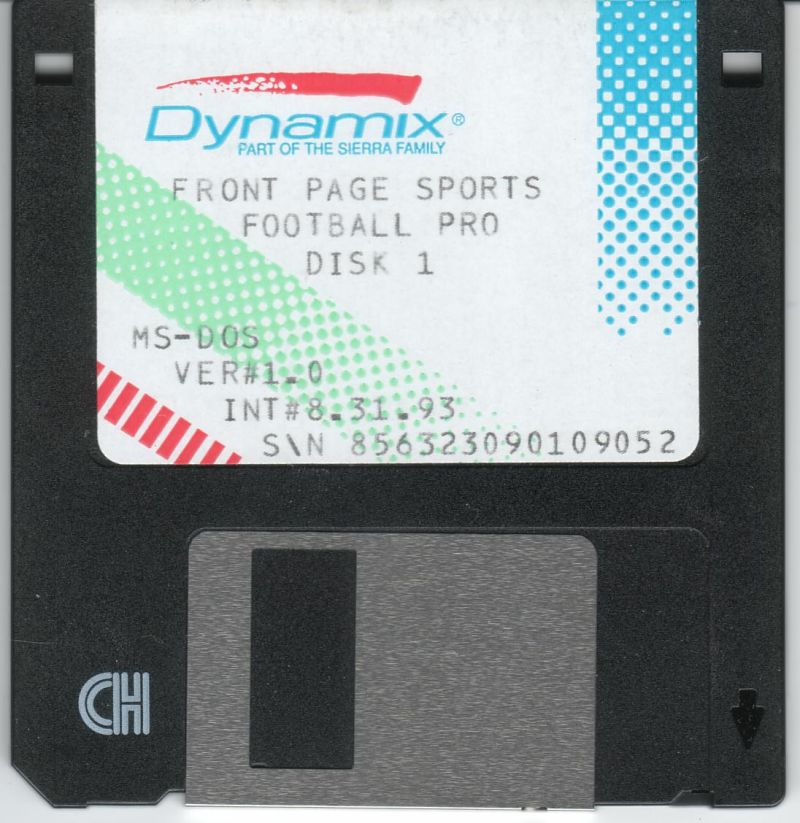 Dynamix®
PART OF THE SIERRA FAMILY
FRONT PAGE SPORTS
FOOTBALL PRO
DISK 1
MS-DOS
VER#1.0
INT#8.31.93
S\N 856323090109052
CH